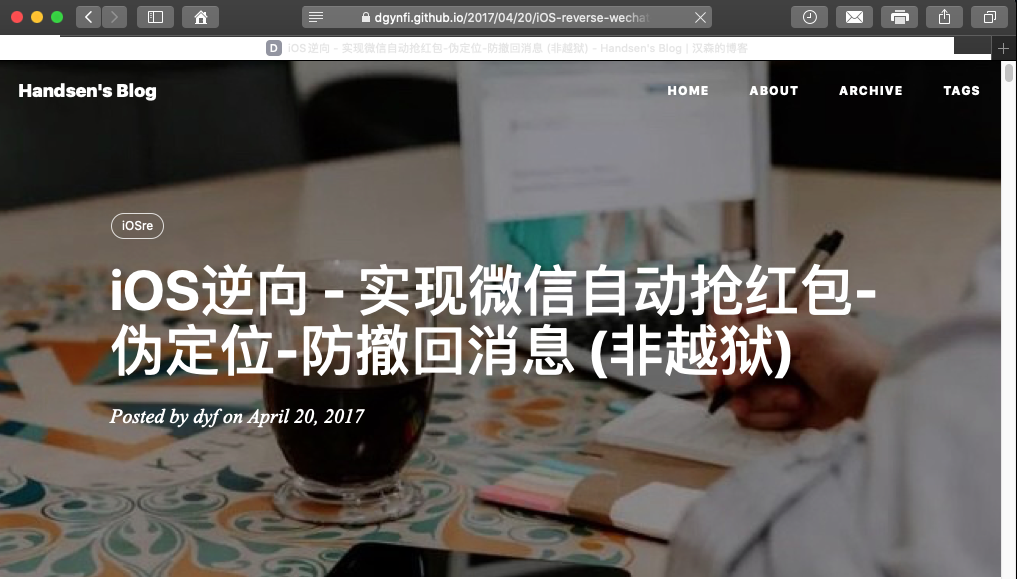 dgynfi.github.io/2017/04/20/iOS-reverse-wechat
D iOS逆向 - 实现微信自动抢红包-伪定位-防撤回消息 (非越狱) - Handsen's Blog | 汉森的博客
Handsen's Blog
HOME ABOUT ARCHIVE TAGS
iOSre
iOS逆向 - 实现微信自动抢红包-
伪定位-防撤回消息 (非越狱)
Posted by dyf on April 20, 2017